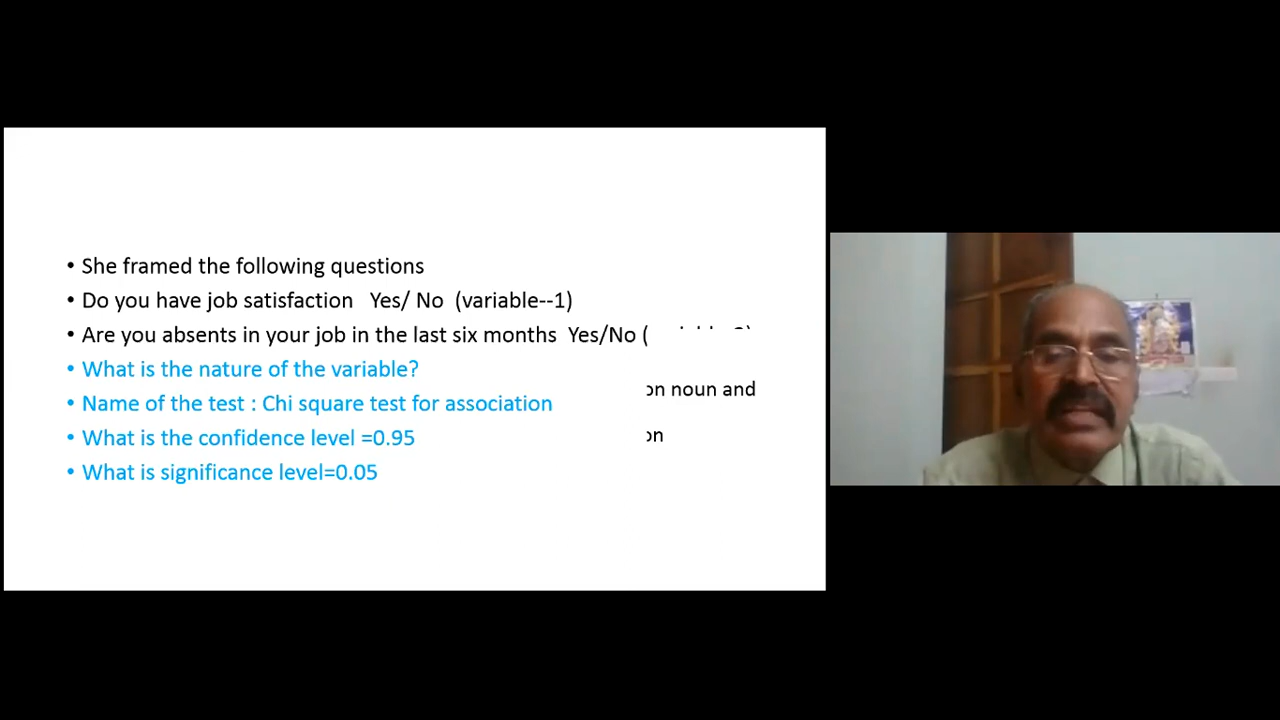 • She framed the following questions
• Do you have job satisfaction Yes/ No (variable--1)
• Are you absents in your job in the last six months Yes/No (
• What is the nature of the variable?
on noun and
• Name of the test : Chi square test for association
on
• What is the confidence level =0.95
• What is significance level=0.05